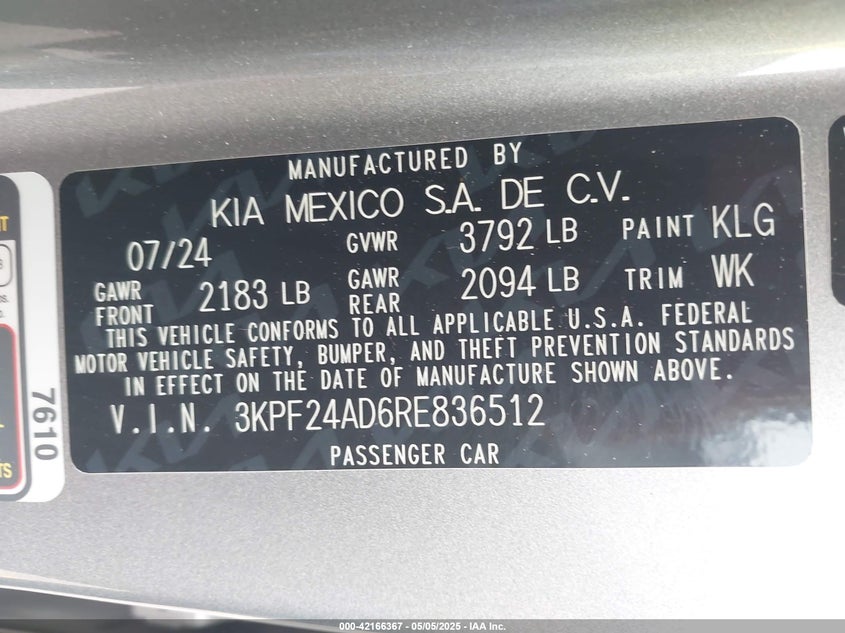 MANUFACTURED BY
KIA MEXICO S.A. DE C.V.
07/24 GVWR 3792 LB PAINT KLG
GAWR FRONT 2183 LB GAWR REAR 2094 LB TRIM WK
THIS VEHICLE CONFORMS TO ALL APPLICABLE U.S.A. FEDERAL
MOTOR VEHICLE SAFETY, BUMPER, AND THEFT PREVENTION STANDARDS
IN EFFECT ON THE DATE OF MANUFACTURE SHOWN ABOVE.
V.I.N. 3KPF24AD6RE836512
PASSENGER CAR
7610
000-42166367 - 05/05/2025 - IAA Inc.